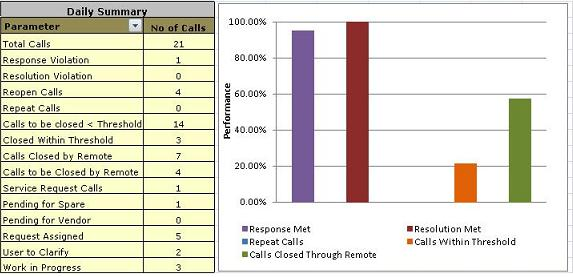 Daily Summary
Parameter No of Calls
Total Calls 21
Response Violation 1
Resolution Violation 0
Reopen Calls 4
Repeat Calls 0
Calls to be closed < Threshold 14
Closed Within Threshold 3
Calls Closed by Remote 7
Calls to be Closed by Remote 4
Service Request Calls 1
Pending for Spare 1
Pending for Vendor 0
Request Assigned 5
User to Clarify 2
Work in Progress 3
Performance
100.00%
80.00%
60.00%
40.00%
20.00%
0.00%
Response Met Resolution Met
Repeat Calls Calls Within Threshold
Calls Closed Through Remote